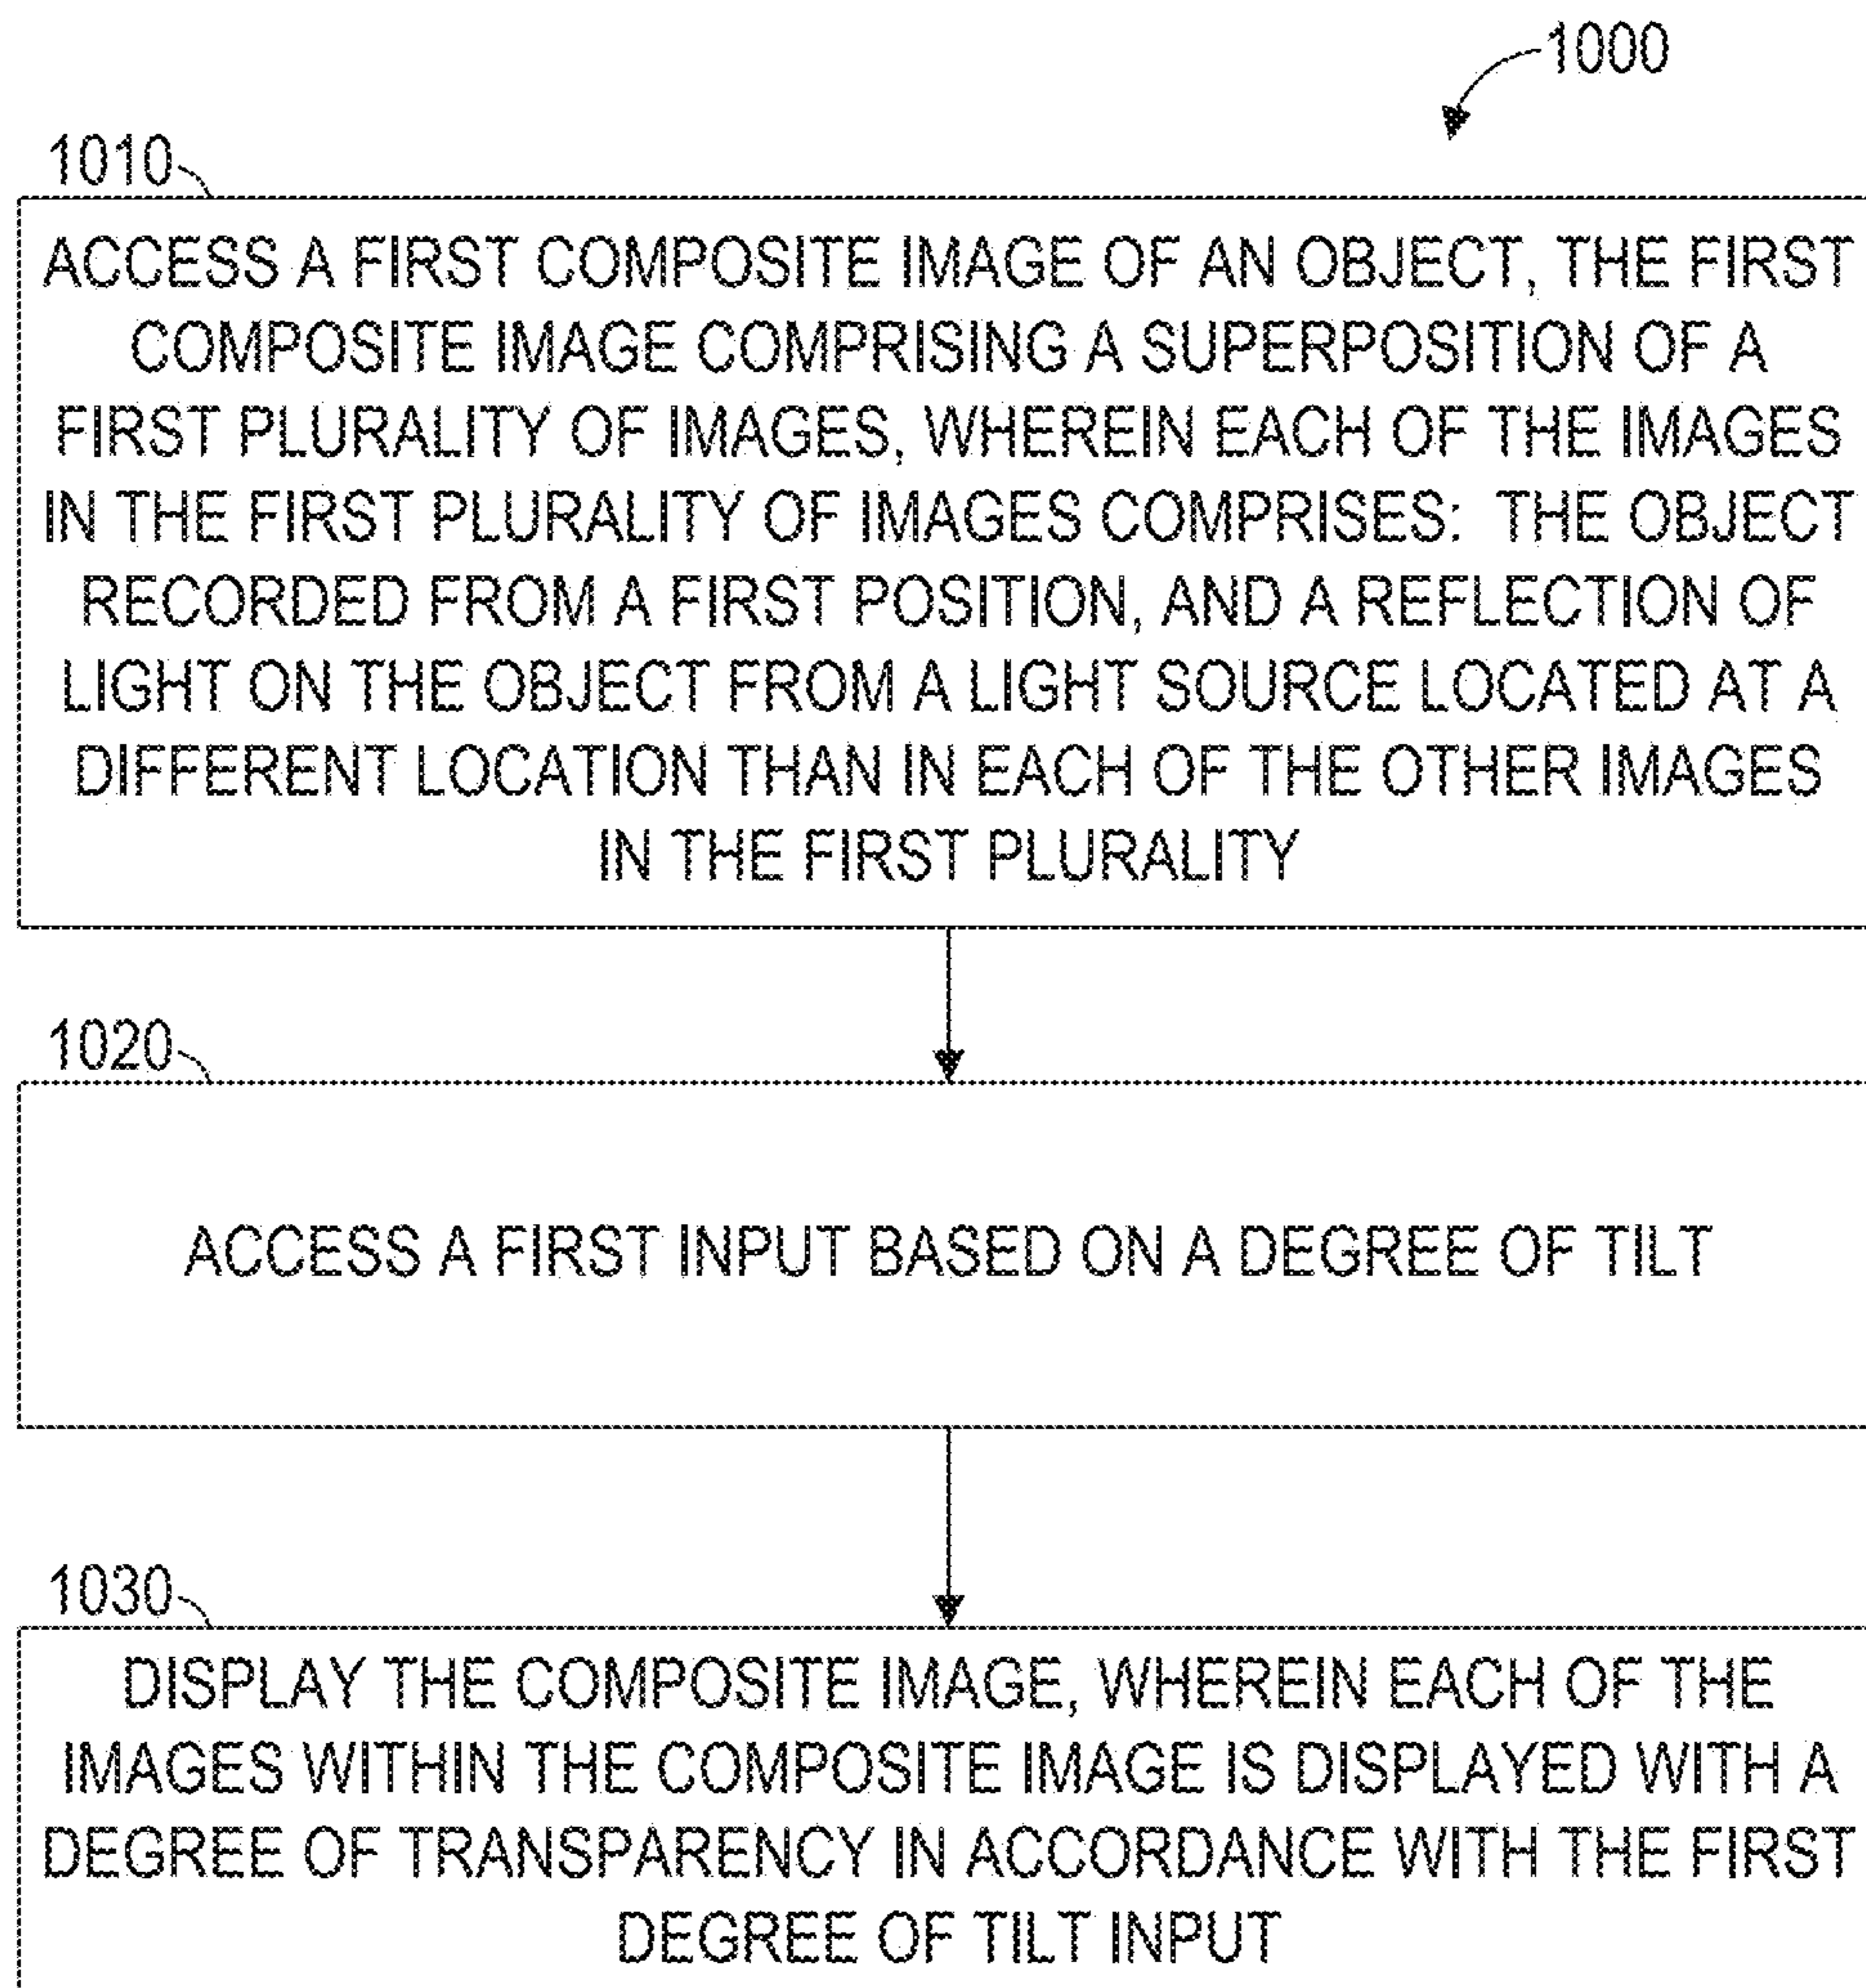 1000
1010
ACCESS A FIRST COMPOSITE IMAGE OF AN OBJECT, THE FIRST
COMPOSITE IMAGE COMPRISING A SUPERPOSITION OF A
FIRST PLURALITY OF IMAGES, WHEREIN EACH OF THE IMAGES
IN THE FIRST PLURALITY OF IMAGES COMPRISES: THE OBJECT
RECORDED FROM A FIRST POSITION, AND A REFLECTION OF
LIGHT ON THE OBJECT FROM A LIGHT SOURCE LOCATED AT A
DIFFERENT LOCATION THAN IN EACH OF THE OTHER IMAGES
IN THE FIRST PLURALITY
1020
ACCESS A FIRST INPUT BASED ON A DEGREE OF TILT
1030
DISPLAY THE COMPOSITE IMAGE, WHEREIN EACH OF THE
IMAGES WITHIN THE COMPOSITE IMAGE IS DISPLAYED WITH A
DEGREE OF TRANSPARENCY IN ACCORDANCE WITH THE FIRST
DEGREE OF TILT INPUT